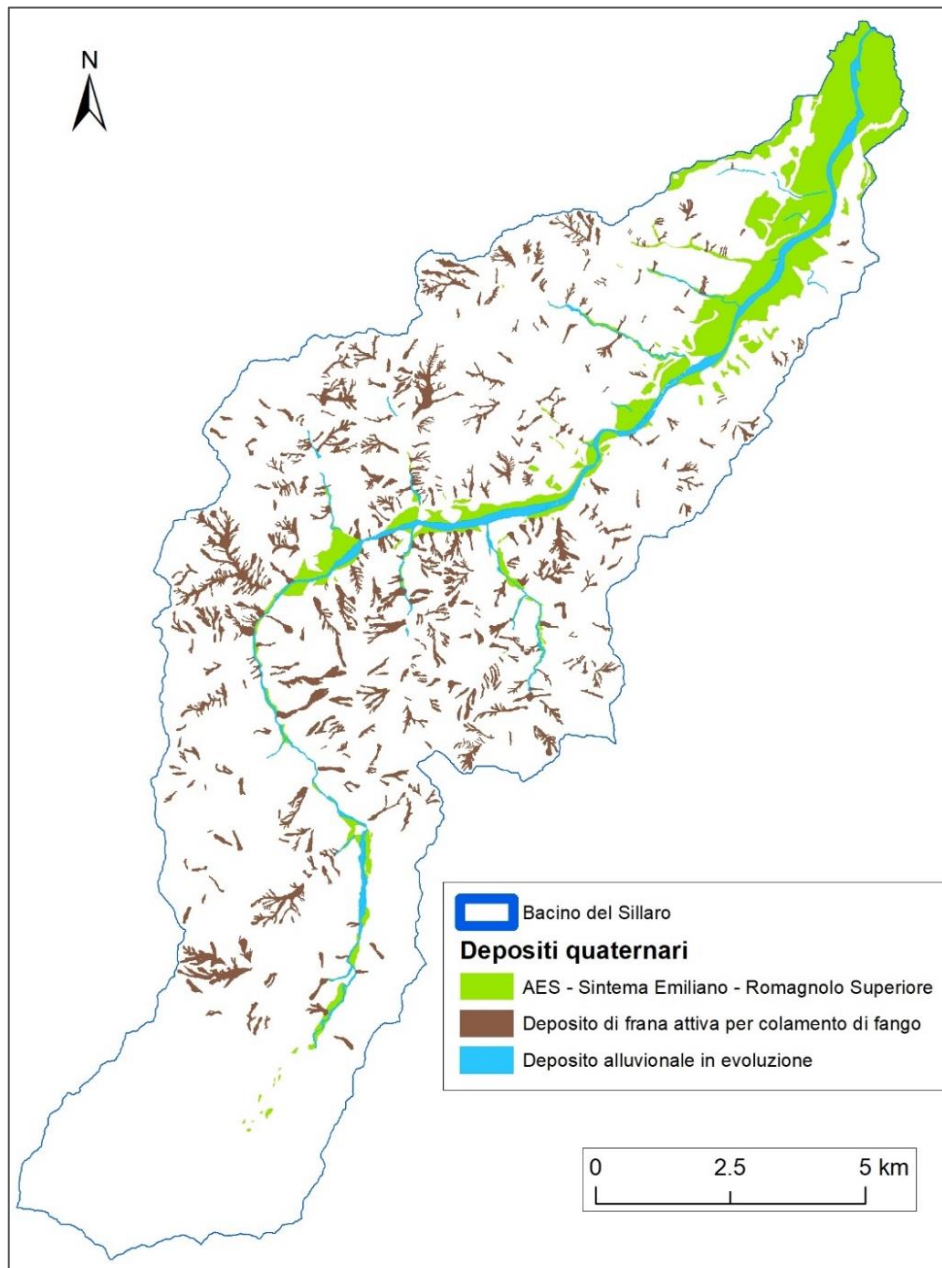 N
Bacino del Sillaro
Depositi quaternari
AES - Sintema Emiliano - Romagnolo Superiore
Deposito di frana attiva per colamento di fango
Deposito alluvionale in evoluzione
0 2.5 5 km